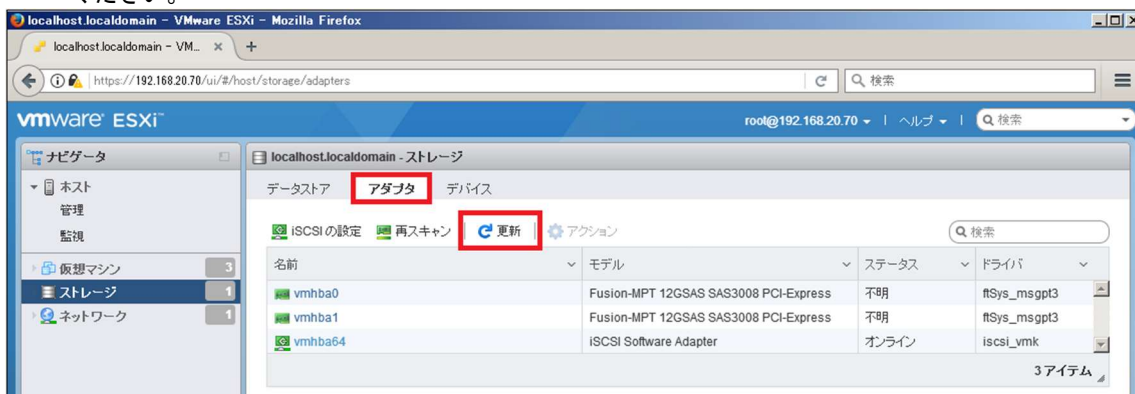 ください。
localhost.localdomain - VMware ESXi - Mozilla Firefox
localhost.localdomain - VM...
https://192.168.20.70/ui/#/host/storage/adapters 検索
vmware ESXi™ root@192.168.20.70 | ヘルプ | 検索
ナビゲータ localhost.localdomain - ストレージ
ホスト データストア アダプタ デバイス
管理
監視 iSCSI の設定 再スキャン 更新 アクション 検索
名前 モデル ステータス ドライバ
仮想マシン 3
ストレージ 1 vmhba0 Fusion-MPT 12GSAS SAS3008 PCI-Express 不明 ftSys_msgpt3
ネットワーク 1 vmhba1 Fusion-MPT 12GSAS SAS3008 PCI-Express 不明 ftSys_msgpt3
vmhba64 iSCSI Software Adapter オンライン iscsi_vmk
3 アイテム